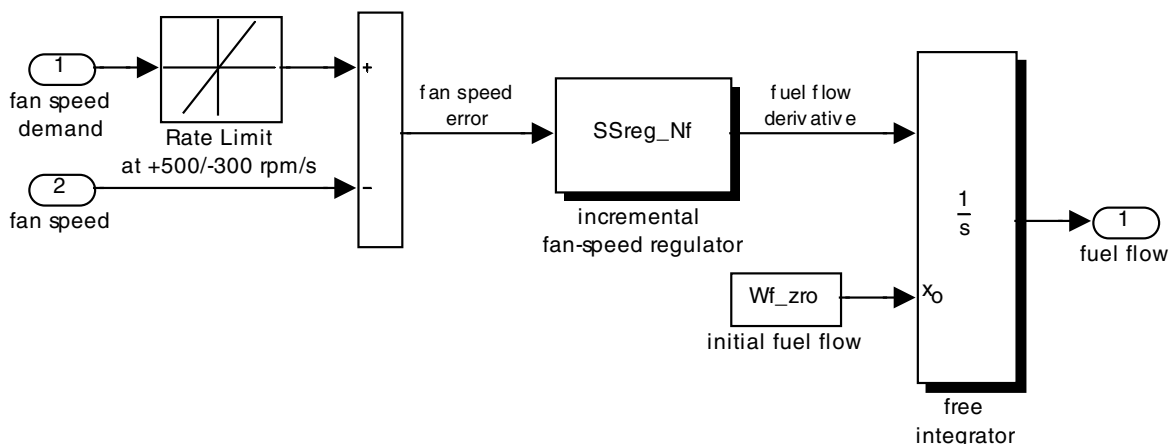 1
fan speed
demand
Rate Limit
at +500/-300 rpm/s
2
fan speed
+
-
fan speed
error
SSreg_Nf
incremental
fan-speed regulator
fuel flow
derivative
Wf_zro
initial fuel flow
1
s
xo
free
integrator
1
fuel flow